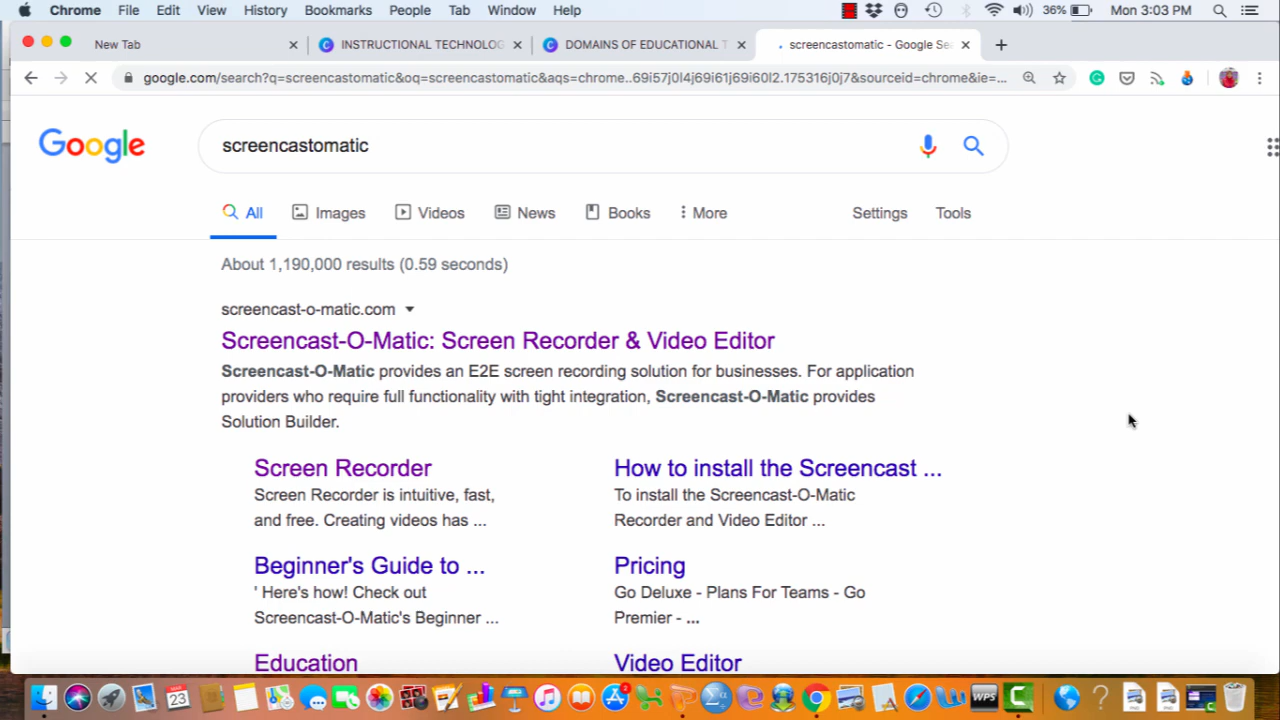 Chrome File Edit View History Bookmarks People Tab Window Help 36% Mon 3:03 PM
New Tab INSTRUCTIONAL TECHNOLOG DOMAINS OF EDUCATIONAL T screencastomatic - Google Se
google.com/search?q=screencastomatic&oq=screencastomatic&aqs=chrome..69i57j0l4j69i61j69i60l2.175316j0j7&sourceid=chrome&ie=...
Google screencastomatic
All Images Videos News Books More Settings Tools
About 1,190,000 results (0.59 seconds)
screencast-o-matic.com
Screencast-O-Matic: Screen Recorder & Video Editor
Screencast-O-Matic provides an E2E screen recording solution for businesses. For application
providers who require full functionality with tight integration, Screencast-O-Matic provides
Solution Builder.
Screen Recorder
Screen Recorder is intuitive, fast,
and free. Creating videos has ...
How to install the Screencast ...
To install the Screencast-O-Matic
Recorder and Video Editor ...
Beginner's Guide to ...
' Here's how! Check out
Screencast-O-Matic's Beginner ...
Pricing
Go Deluxe - Plans For Teams - Go
Premier - ...
Education
Video Editor
23
2
WPS